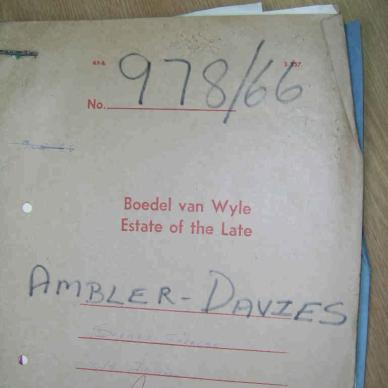 978/66
No.
Boedel van Wyle
Estate of the Late
AMBLER-DAVIES